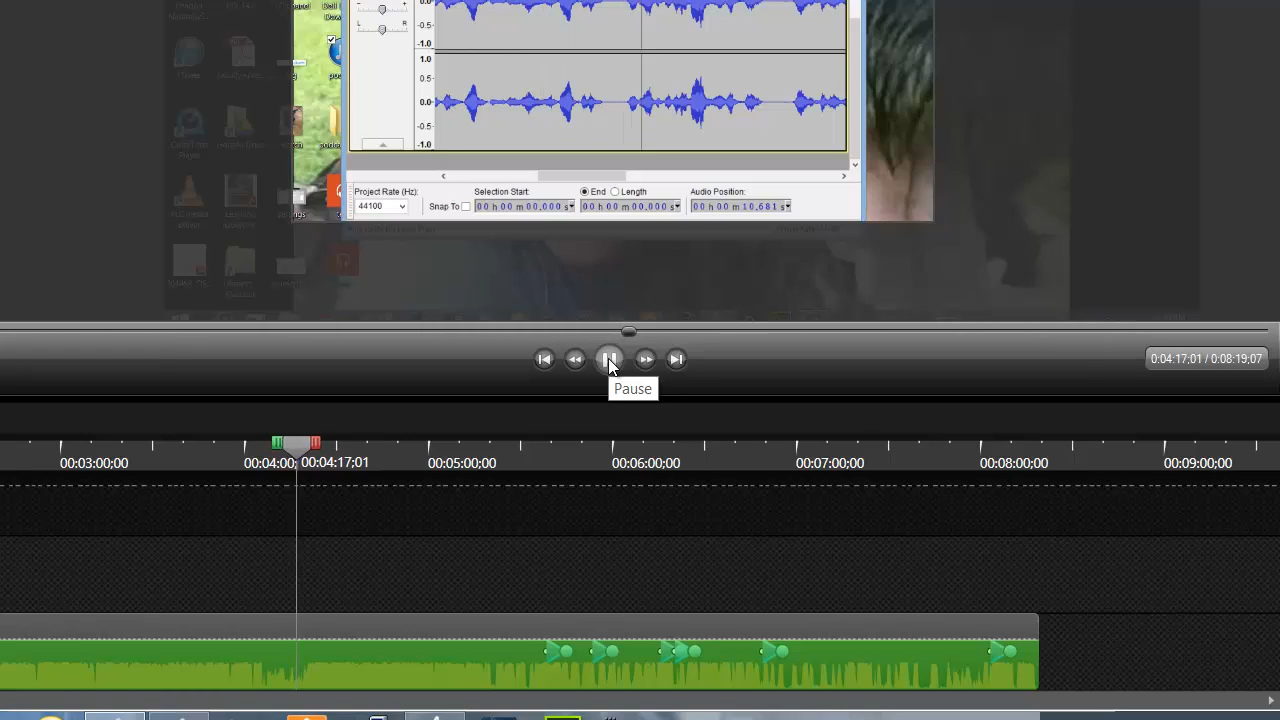 - +
0.0
-0.5
L R
-1.0
1.0
0.5
0.0
-0.5
-1.0
Project Rate (Hz): Selection Start: End Length Audio Position:
44100 Snap To 00 h 00 m 00.000 s 00 h 00 m 00.000 s 00 h 00 m 10.681 s
0:04:17;01 / 0:08:19;07
Pause
00:03:00;00 00:04:00; 00:04:17;01 00:05:00;00 00:06:00;00 00:07:00;00 00:08:00;00 00:09:00;00